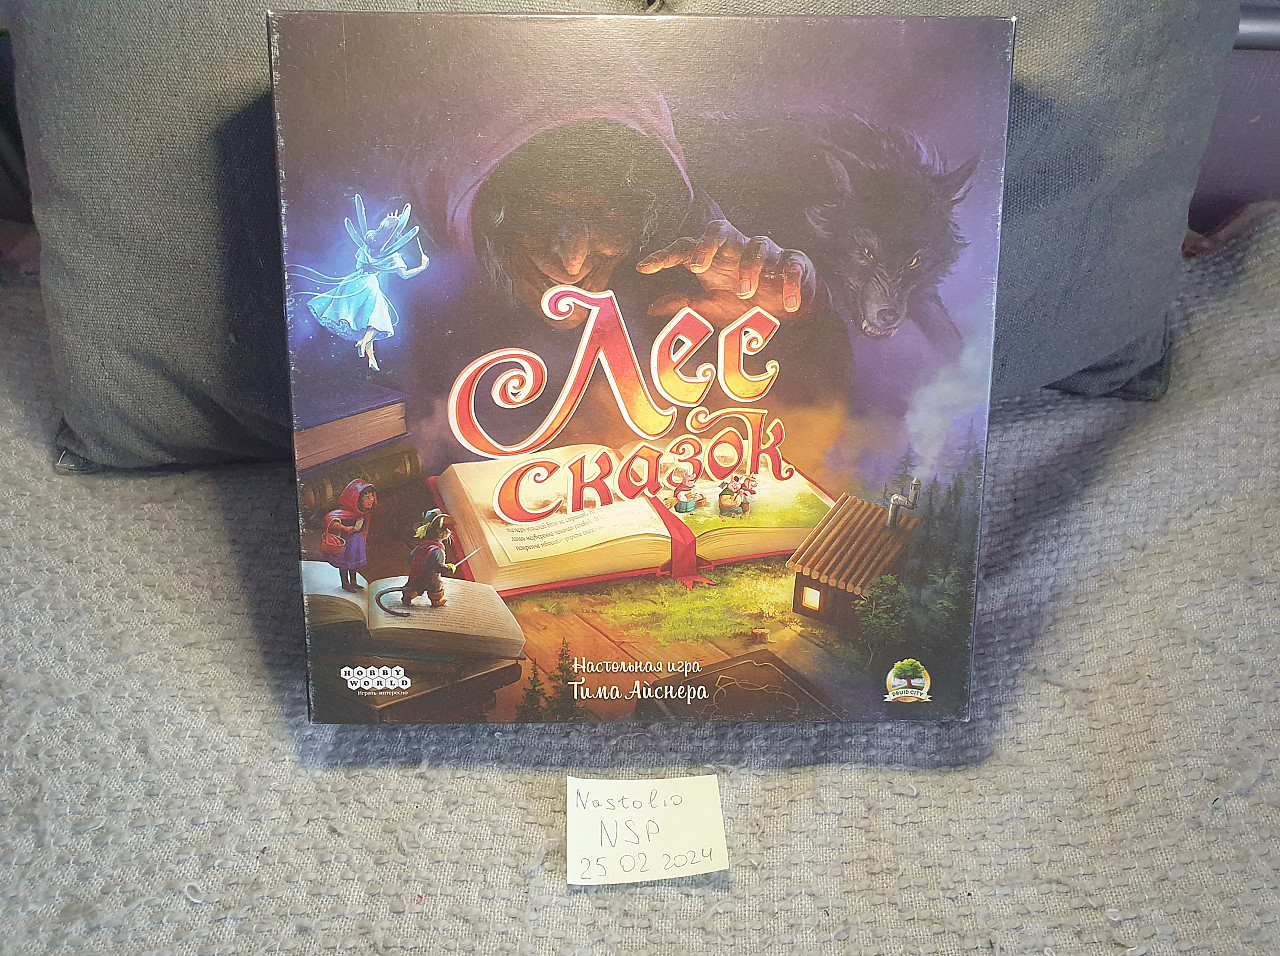 Лес
сказок
HOBBY
WORLD
Играть интересно
Настольная игра
Тима Айснера
DRUID CITY
Nastolio
NSP
25 02 2024